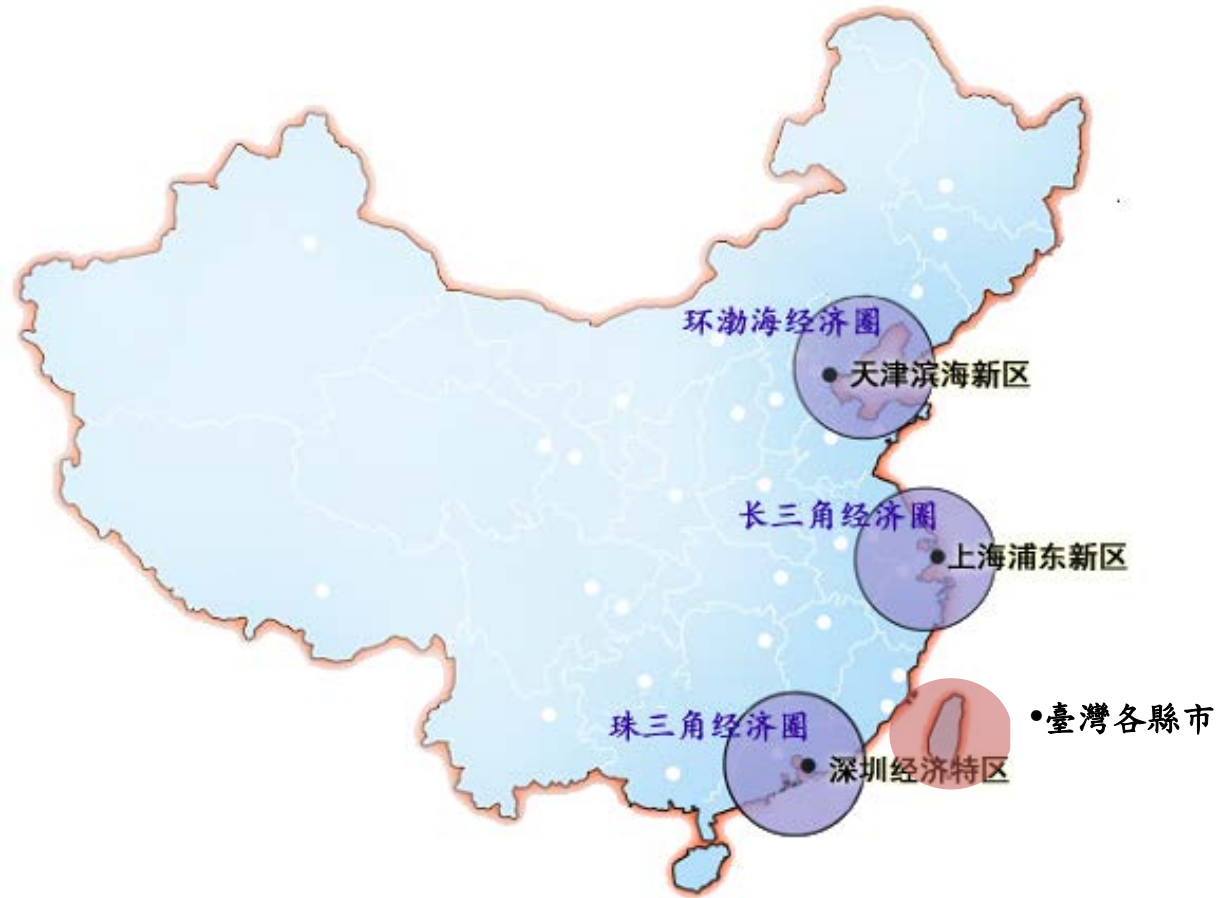 环渤海经济圈
天津滨海新区
长三角经济圈
上海浦东新区
•臺灣各縣市
珠三角经济圈
深圳经济特区